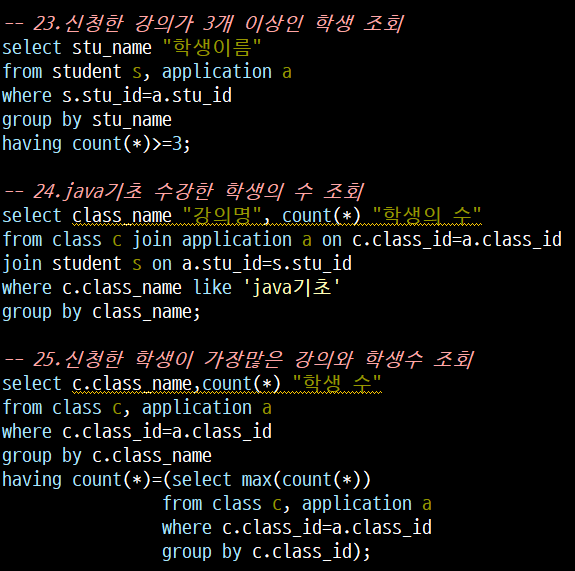 -- 23.신청한 강의가 3개 이상인 학생 조회
select stu_name "학생이름"
from student s, application a
where s.stu_id=a.stu_id
group by stu_name
having count(*)>=3;
-- 24.java기초 수강한 학생의 수 조회
select class_name "강의명", count(*) "학생의 수"
from class c join application a on c.class_id=a.class_id
join student s on a.stu_id=s.stu_id
where c.class_name like 'java기초'
group by class_name;
-- 25.신청한 학생이 가장많은 강의와 학생수 조회
select c.class_name,count(*) "학생 수"
from class c, application a
where c.class_id=a.class_id
group by c.class_name
having count(*)=(select max(count(*))
from class c, application a
where c.class_id=a.class_id
group by c.class_id);